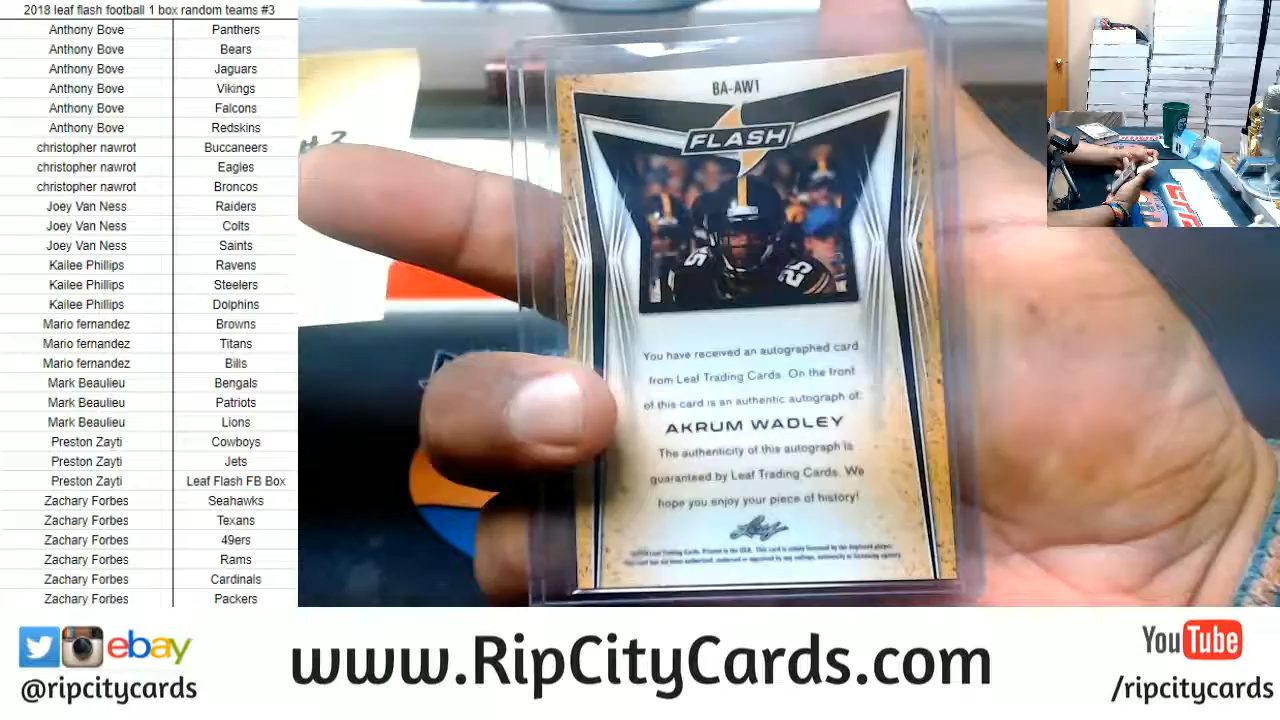 2018 leaf flash football 1 box random teams #3
Anthony Bove Panthers
Anthony Bove Bears
Anthony Bove Jaguars
Anthony Bove Vikings
Anthony Bove Falcons
Anthony Bove Redskins
christopher nawrot Buccaneers
christopher nawrot Eagles
christopher nawrot Broncos
Joey Van Ness Raiders
Joey Van Ness Colts
Joey Van Ness Saints
Kailee Phillips Ravens
Kailee Phillips Steelers
Kailee Phillips Dolphins
Mario fernandez Browns
Mario fernandez Titans
Mario fernandez Bills
Mark Beaulieu Bengals
Mark Beaulieu Patriots
Mark Beaulieu Lions
Preston Zayti Cowboys
Preston Zayti Jets
Preston Zayti Leaf Flash FB Box
Zachary Forbes Seahawks
Zachary Forbes Texans
Zachary Forbes 49ers
Zachary Forbes Rams
Zachary Forbes Cardinals
Zachary Forbes Packers
BA-AW1
FLASH
25
You have received an autographed card
from Leaf Trading Cards. On the front
of this card is an authentic autograph of:
AKRUM WADLEY
The authenticity of this autograph is
guaranteed by Leaf Trading Cards. We
hope you enjoy your piece of history!
Leaf
ebay
@ripcitycards
www.RipCityCards.com
YouTube
/ripcitycards